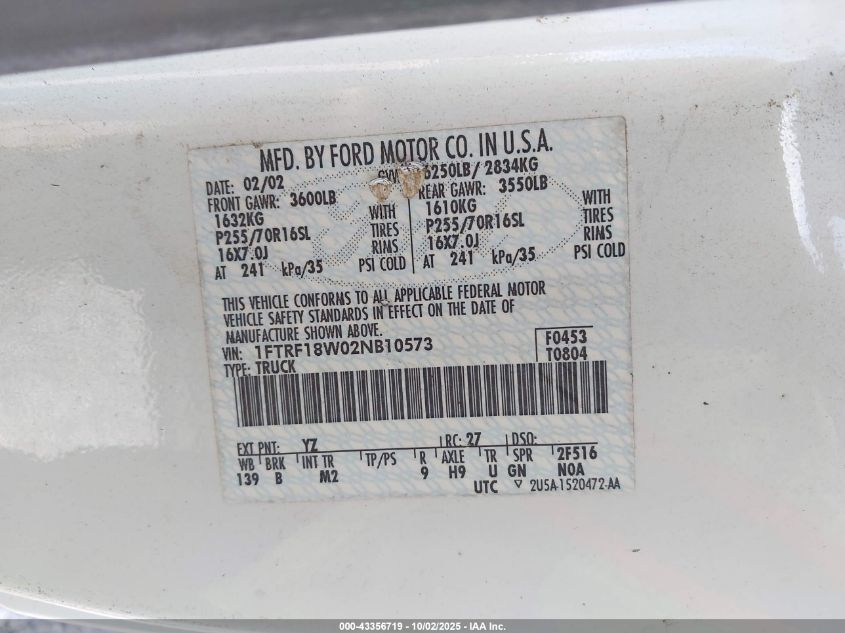 MFD. BY FORD MOTOR CO. IN U.S.A.
DATE: 02/02 6250LB/ 2834KG
FRONT GAWR: 3600LB REAR GAWR: 3550LB
1632KG WITH 1610KG WITH
P255/70R16SL TIRES P255/70R16SL TIRES
16X7.0J RIMS 16X7.0J RIMS
AT 241 kPa/35 PSI COLD AT 241 kPa/35 PSI COLD
THIS VEHICLE CONFORMS TO ALL APPLICABLE FEDERAL MOTOR
VEHICLE SAFETY STANDARDS IN EFFECT ON THE DATE OF
MANUFACTURE SHOWN ABOVE.
VIN: 1FTRF18W02NB10573 F0453
TYPE: TRUCK T0804
EXT PNT: YZ RC: 27 DSO:
WB BRK INT TR TP/PS R AXLE TR SPR 2F516
139 B M2 9 H9 U GN N0A
UTC ▽ 2U5A-1520472-AA
000-43356719 - 10/02/2025 - IAA Inc.